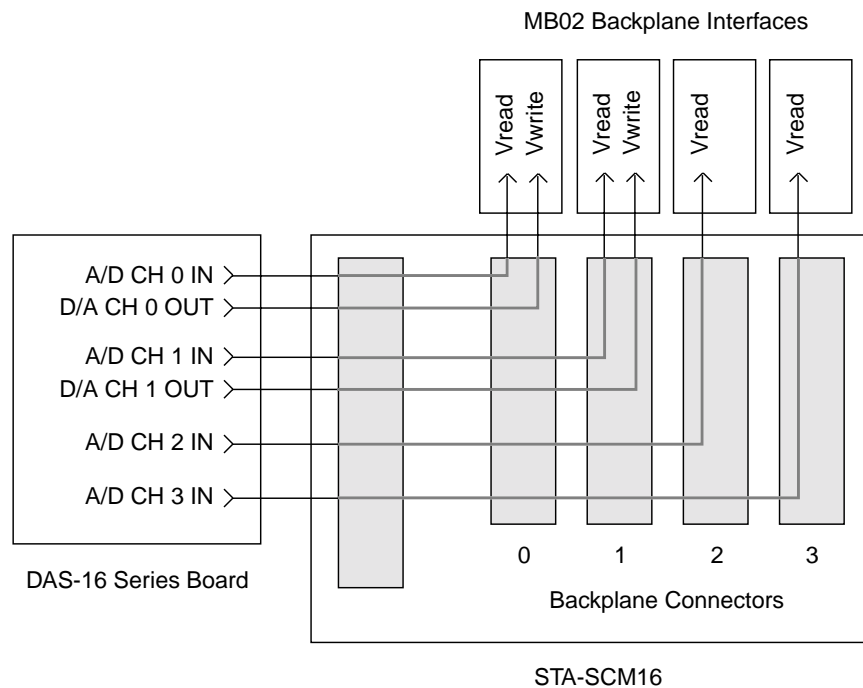 MB02 Backplane Interfaces
Vread
Vwrite
Vread
Vwrite
Vread
Vread
A/D CH 0 IN
D/A CH 0 OUT
A/D CH 1 IN
D/A CH 1 OUT
A/D CH 2 IN
A/D CH 3 IN
0 1 2 3
DAS-16 Series Board
Backplane Connectors
STA-SCM16